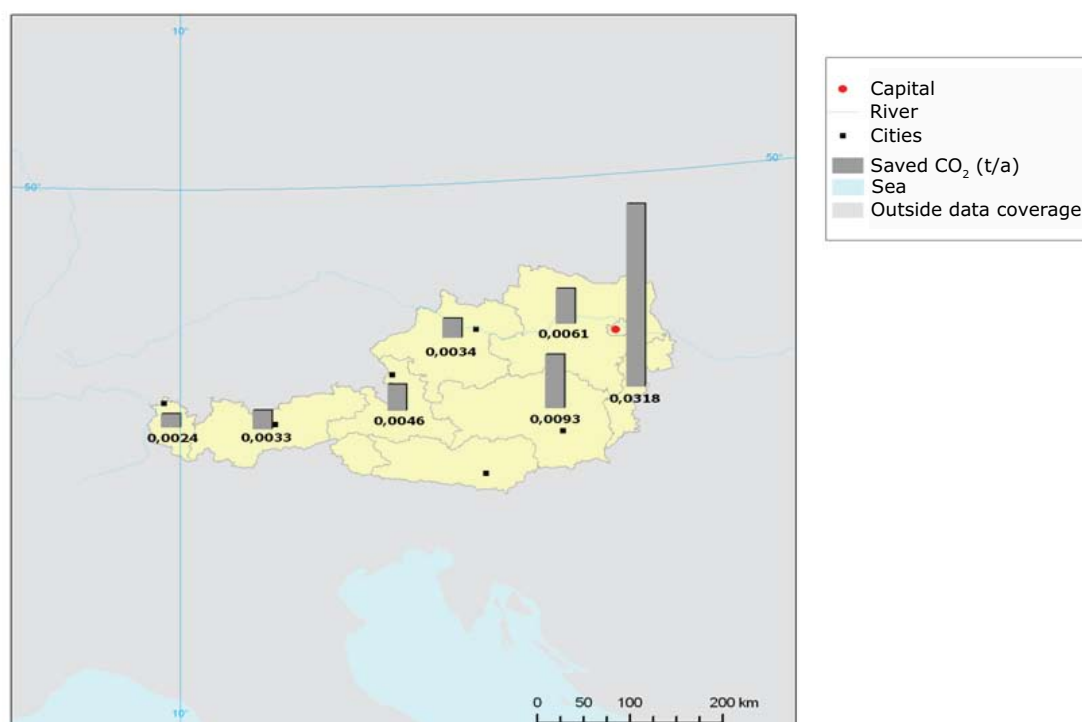 10°
50°
50°
0,0318
0,0061
0,0034
0,0093
0,0046
0,0033
0,0024
0 50 100 200 km
10°
Capital
River
Cities
Saved CO₂ (t/a)
Sea
Outside data coverage